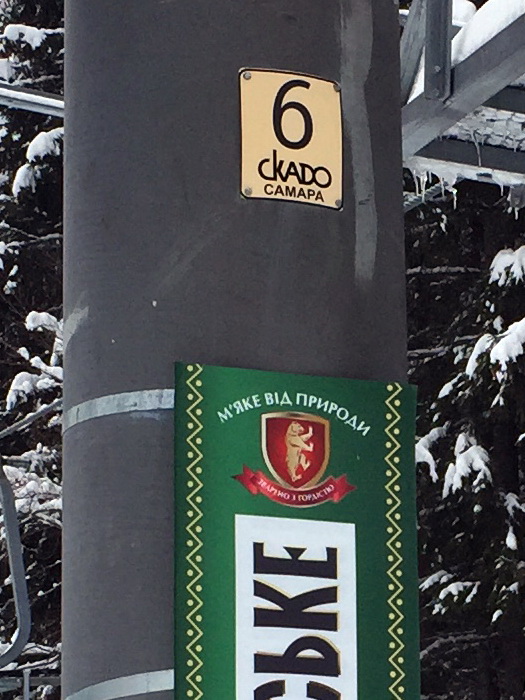 6
СКАДО
САМАРА
М'ЯКЕ ВІД ПРИРОДИ
ЗВАРЕНО З ГОРДІСТЮ
СЬКЕ